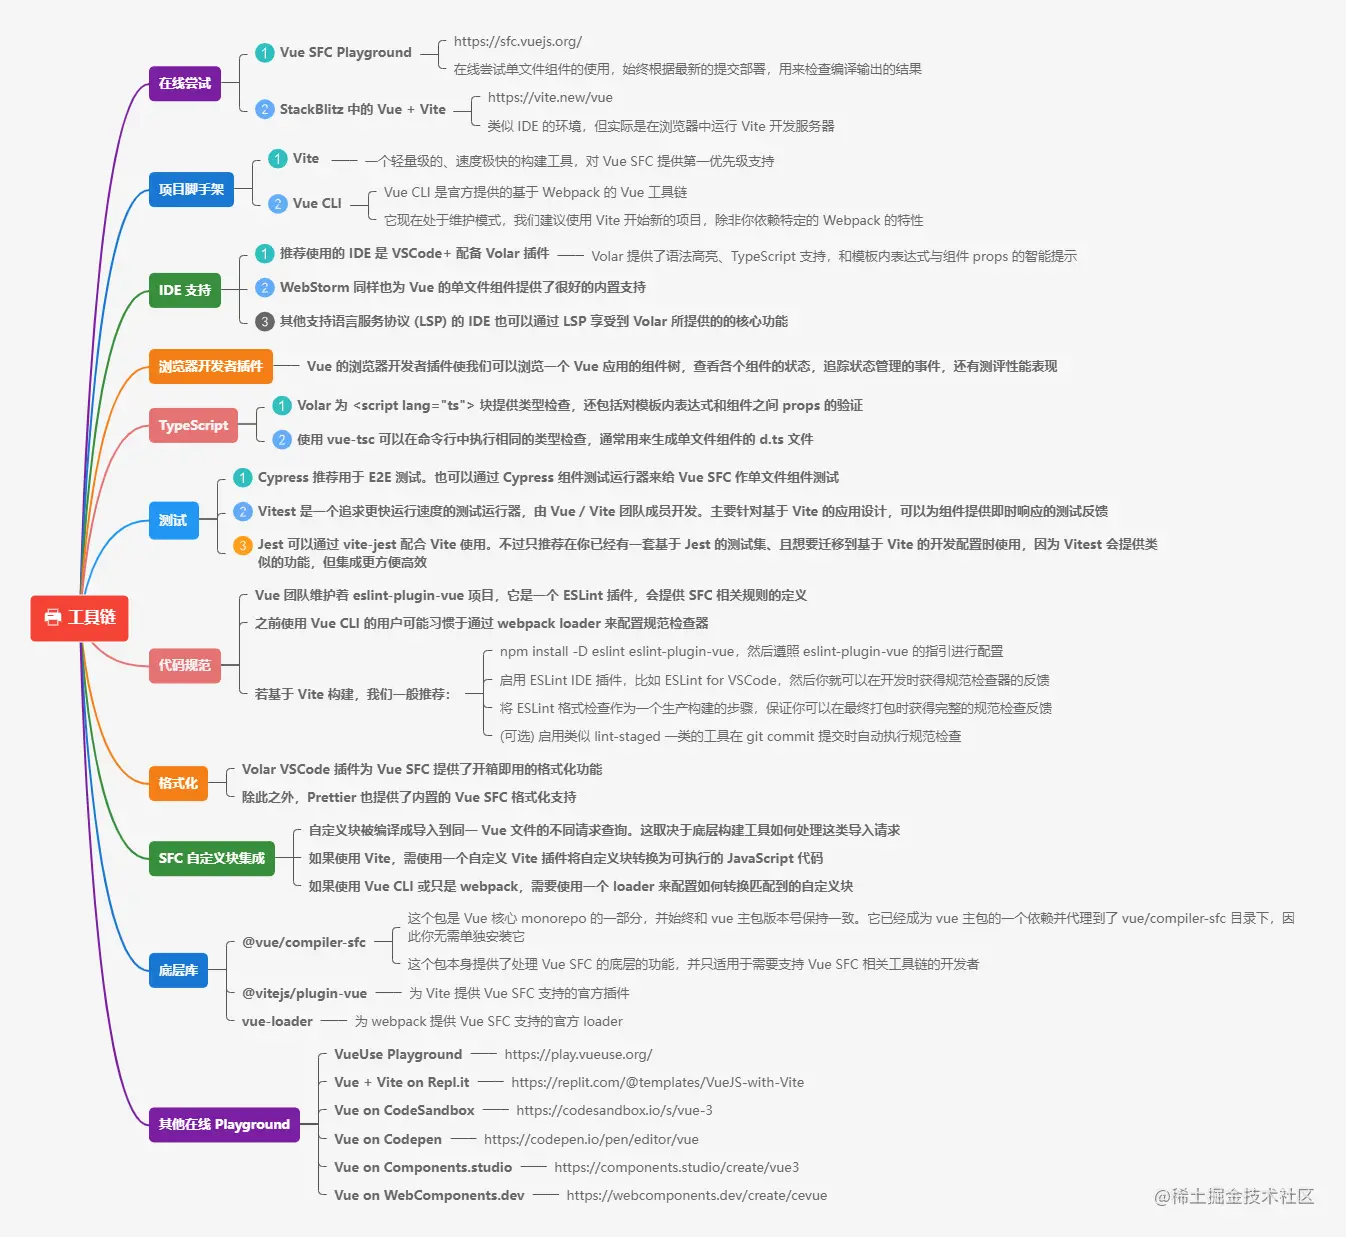 工具链
在线尝试
1 Vue SFC Playground
https://sfc.vuejs.org/
在线尝试单文件组件的使用，始终根据最新的提交部署，用来检查编译输出的结果
2 StackBlitz 中的 Vue + Vite
https://vite.new/vue
类似 IDE 的环境，但实际是在浏览器中运行 Vite 开发服务器
项目脚手架
1 Vite
一个轻量级的、速度极快的构建工具，对 Vue SFC 提供第一优先级支持
2 Vue CLI
Vue CLI 是官方提供的基于 Webpack 的 Vue 工具链
它现在处于维护模式，我们建议使用 Vite 开始新的项目，除非你依赖特定的 Webpack 的特性
IDE 支持
1 推荐使用的 IDE 是 VSCode+ 配备 Volar 插件
Volar 提供了语法高亮、TypeScript 支持，和模板内表达式与组件 props 的智能提示
2 WebStorm 同样也为 Vue 的单文件组件提供了很好的内置支持
3 其他支持语言服务协议 (LSP) 的 IDE 也可以通过 LSP 享受到 Volar 所提供的的核心功能
浏览器开发者插件
Vue 的浏览器开发者插件使我们可以浏览一个 Vue 应用的组件树，查看各个组件的状态，追踪状态管理的事件，还有测评性能表现
TypeScript
1 Volar 为 <script lang="ts"> 块提供类型检查，还包括对模板内表达式和组件之间 props 的验证
2 使用 vue-tsc 可以在命令行中执行相同的类型检查，通常用来生成单文件组件的 d.ts 文件
测试
1 Cypress 推荐用于 E2E 测试。也可以通过 Cypress 组件测试运行器来给 Vue SFC 作单文件组件测试
2 Vitest 是一个追求更快运行速度的测试运行器，由 Vue / Vite 团队成员开发。主要针对基于 Vite 的应用设计，可以为组件提供即时响应的测试反馈
3 Jest 可以通过 vite-jest 配合 Vite 使用。不过只推荐在你已经有一套基于 Jest 的测试集、且想要迁移到基于 Vite 的开发配置时使用，因为 Vitest 会提供类
似的功能，但集成更方便高效
代码规范
Vue 团队维护着 eslint-plugin-vue 项目，它是一个 ESLint 插件，会提供 SFC 相关规则的定义
之前使用 Vue CLI 的用户可能习惯于通过 webpack loader 来配置规范检查器
若基于 Vite 构建，我们一般推荐：
npm install -D eslint eslint-plugin-vue，然后遵照 eslint-plugin-vue 的指引进行配置
启用 ESLint IDE 插件，比如 ESLint for VSCode，然后你就可以在开发时获得规范检查器的反馈
将 ESLint 格式检查作为一个生产构建的步骤，保证你可以在最终打包时获得完整的规范检查反馈
(可选) 启用类似 lint-staged 一类的工具在 git commit 提交时自动执行规范检查
格式化
Volar VSCode 插件为 Vue SFC 提供了开箱即用的格式化功能
除此之外，Prettier 也提供了内置的 Vue SFC 格式化支持
SFC 自定义块集成
自定义块被编译成导入到同一 Vue 文件的不同请求查询。这取决于底层构建工具如何处理这类导入请求
如果使用 Vite，需使用一个自定义 Vite 插件将自定义块转换为可执行的 JavaScript 代码
如果使用 Vue CLI 或只是 webpack，需要使用一个 loader 来配置如何转换匹配到的自定义块
底层库
@vue/compiler-sfc
这个包是 Vue 核心 monorepo 的一部分，并始终和 vue 主包版本号保持一致。它已经成为 vue 主包的一个依赖并代理到了 vue/compiler-sfc 目录下，因
此你无需单独安装它
这个包本身提供了处理 Vue SFC 的底层的功能，并只适用于需要支持 Vue SFC 相关工具链的开发者
@vitejs/plugin-vue
为 Vite 提供 Vue SFC 支持的官方插件
vue-loader
为 webpack 提供 Vue SFC 支持的官方 loader
其他在线 Playground
VueUse Playground
https://play.vueuse.org/
Vue + Vite on Repl.it
https://replit.com/@templates/VueJS-with-Vite
Vue on CodeSandbox
https://codesandbox.io/s/vue-3
Vue on Codepen
https://codepen.io/pen/editor/vue
Vue on Components.studio
https://components.studio/create/vue3
Vue on WebComponents.dev
https://webcomponents.dev/create/cevue
@稀土掘金技术社区